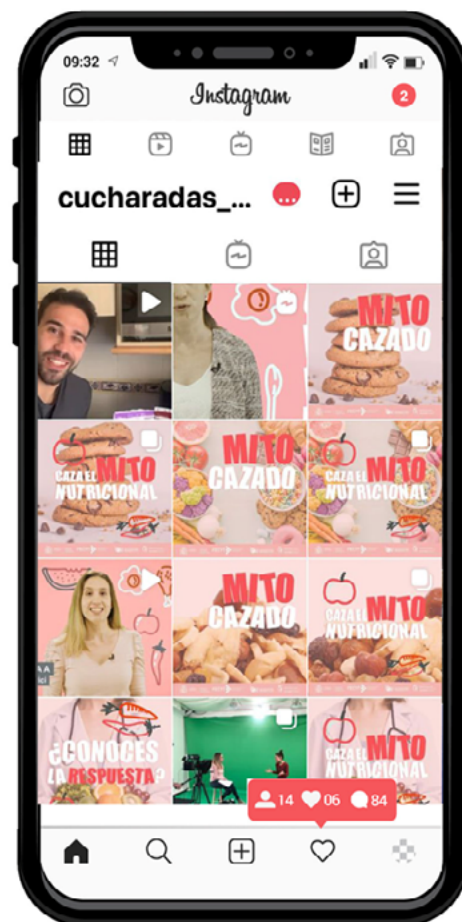 09:32
Instagram
2
cucharadas_...
MITO
CAZADO
CAZA EL
MITO
NUTRICIONAL
MITO
CAZADO
CAZA EL
MITO
NUTRICIONAL
MITO
CAZADO
CAZA EL
MITO
NUTRICIONAL
¿CONOCES
LA RESPUESTA?
CAZA EL
MITO
NUTRICIONAL
14 06 84